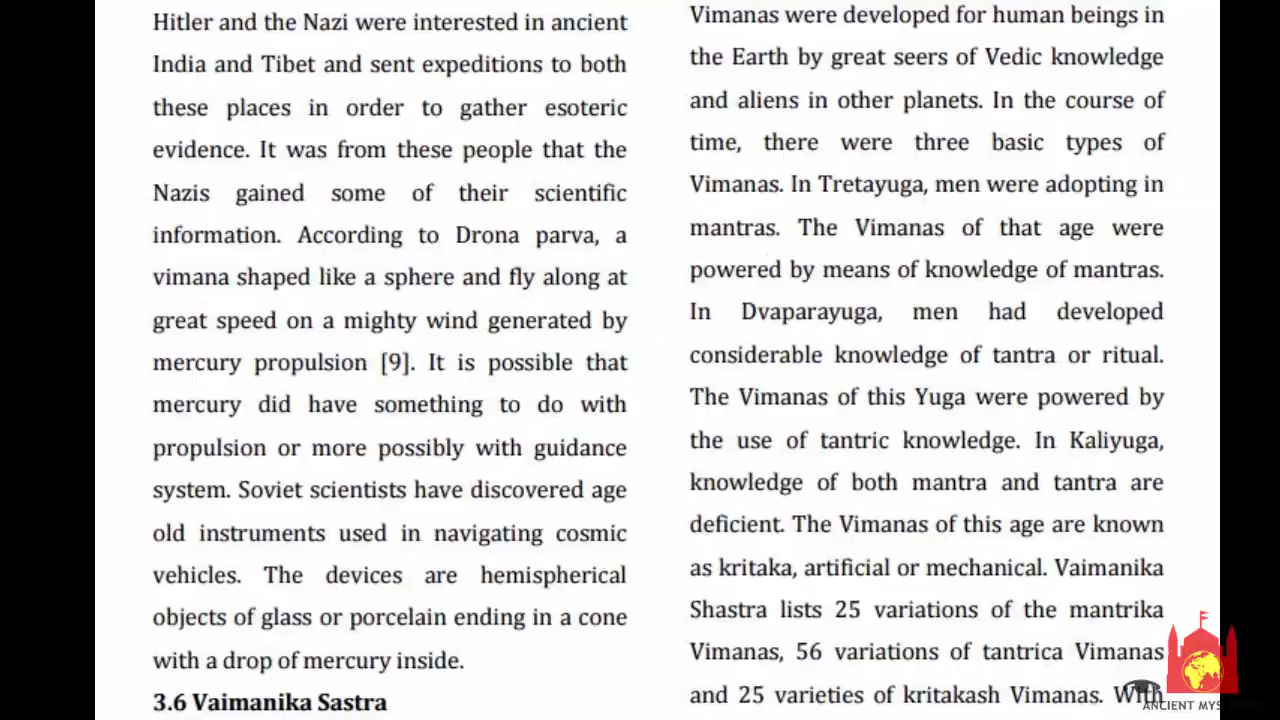 Hitler and the Nazi were interested in ancient
India and Tibet and sent expeditions to both
these places in order to gather esoteric
evidence. It was from these people that the
Nazis gained some of their scientific
information. According to Drona parva, a
vimana shaped like a sphere and fly along at
great speed on a mighty wind generated by
mercury propulsion [9]. It is possible that
mercury did have something to do with
propulsion or more possibly with guidance
system. Soviet scientists have discovered age
old instruments used in navigating cosmic
vehicles. The devices are hemispherical
objects of glass or porcelain ending in a cone
with a drop of mercury inside.
3.6 Vaimanika Sastra
Vimanas were developed for human beings in
the Earth by great seers of Vedic knowledge
and aliens in other planets. In the course of
time, there were three basic types of
Vimanas. In Tretayuga, men were adopting in
mantras. The Vimanas of that age were
powered by means of knowledge of mantras.
In Dvaparayuga, men had developed
considerable knowledge of tantra or ritual.
The Vimanas of this Yuga were powered by
the use of tantric knowledge. In Kaliyuga,
knowledge of both mantra and tantra are
deficient. The Vimanas of this age are known
as kritaka, artificial or mechanical. Vaimanika
Shastra lists 25 variations of the mantrika
Vimanas, 56 variations of tantrica Vimanas
and 25 varieties of kritakash Vimanas. With
ANCIENT